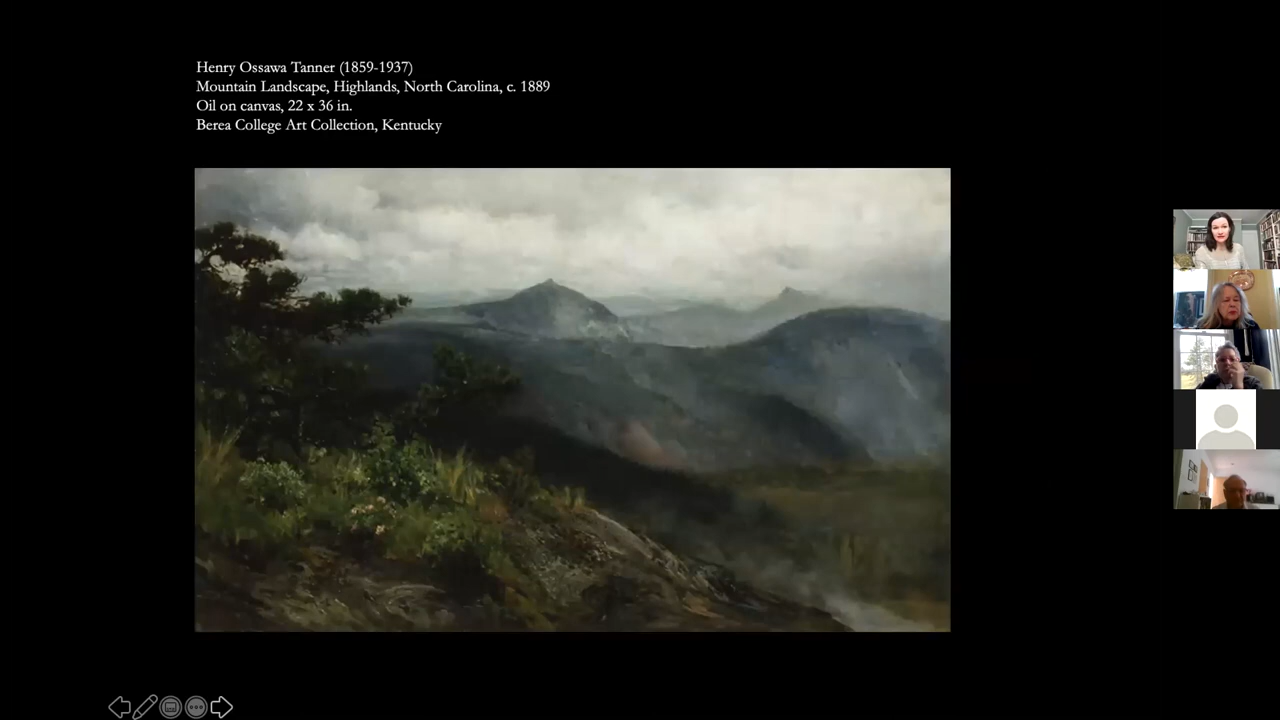 Henry Ossawa Tanner (1859-1937)
Mountain Landscape, Highlands, North Carolina, c. 1889
Oil on canvas, 22 x 36 in.
Berea College Art Collection, Kentucky